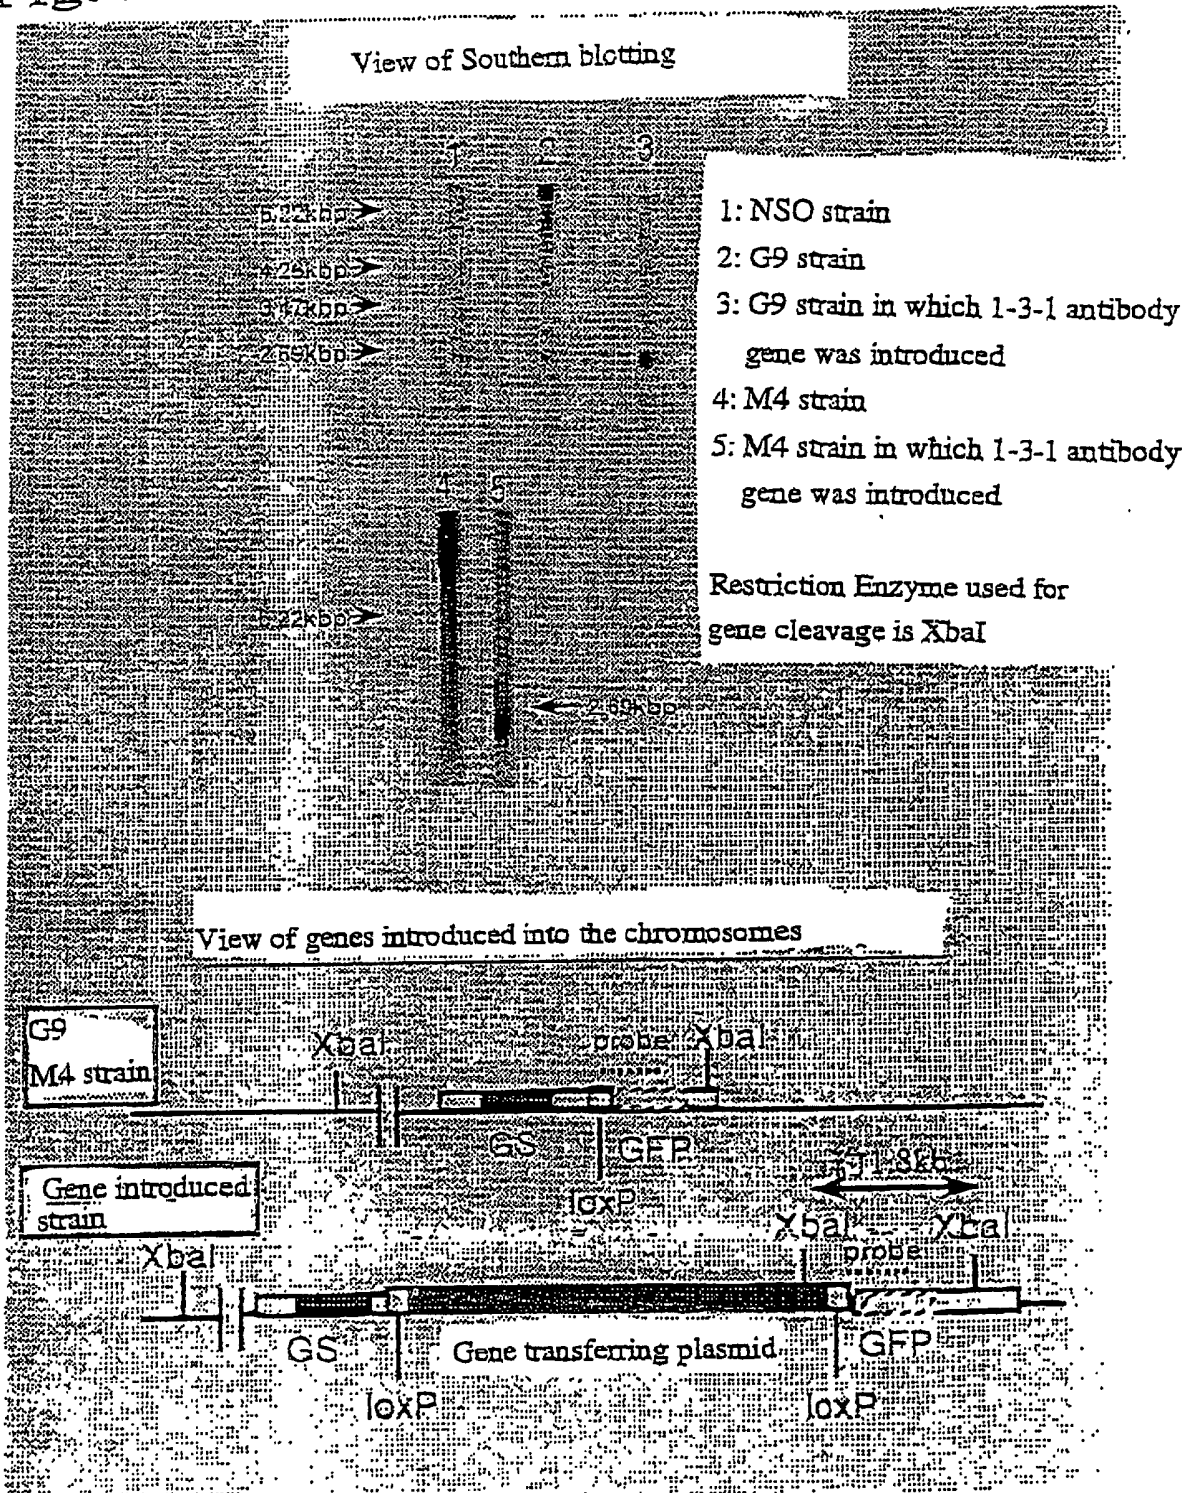 View of Southern blotting
1 2 3
6.22kbp
4.25kbp
3.47kbp
2.69kbp
1: NSO strain
2: G9 strain
3: G9 strain in which 1-3-1 antibody
gene was introduced
4: M4 strain
5: M4 strain in which 1-3-1 antibody
gene was introduced
Restriction Enzyme used for
gene cleavage is XbaI
4 5
6.22kbp
2.69kbp
View of genes introduced into the chromosomes
G9
M4 strain
XbaI probe XbaI
GS GFP
loxP
1.8kb
Gene introduced
strain
XbaI XbaI XbaI
probe
GS Gene transferring plasmid GFP
loxP loxP